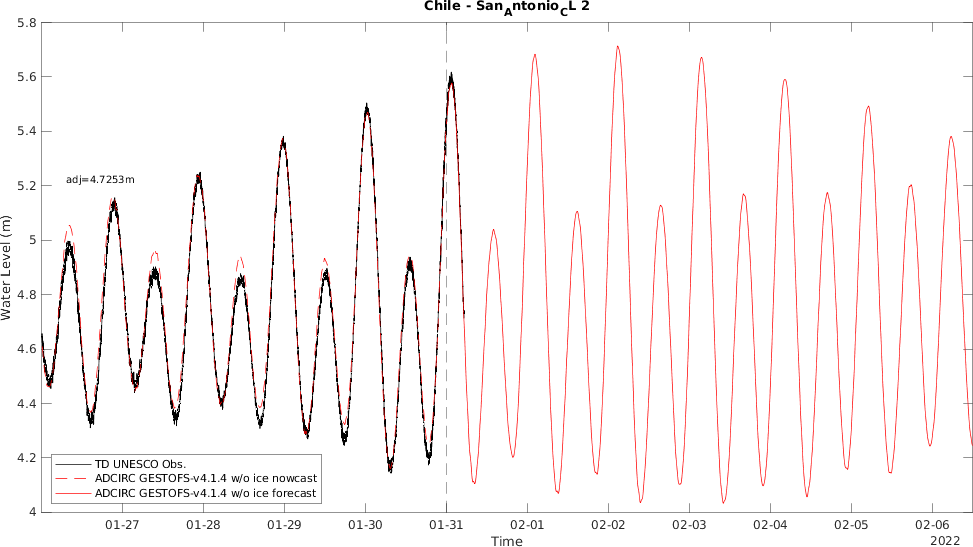 Chile - SanAntonioCL 2
5.8
5.6
5.4
5.2
5
4.8
4.6
4.4
4.2
4
Water Level (m)
adj=4.7253m
TD UNESCO Obs.
ADCIRC GESTOFS-v4.1.4 w/o ice nowcast
ADCIRC GESTOFS-v4.1.4 w/o ice forecast
01-27 01-28 01-29 01-30 01-31 02-01 02-02 02-03 02-04 02-05 02-06
Time
2022